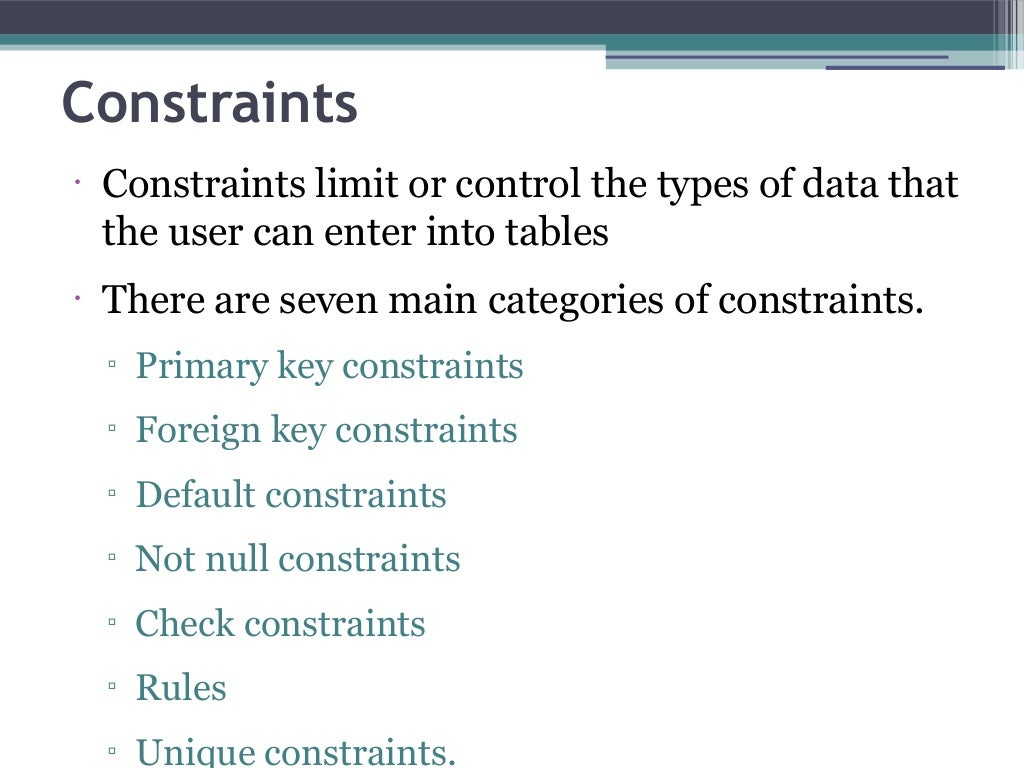 Constraints
Constraints limit or control the types of data that
the user can enter into tables
There are seven main categories of constraints.
Primary key constraints
Foreign key constraints
Default constraints
Not null constraints
Check constraints
Rules
Unique constraints.